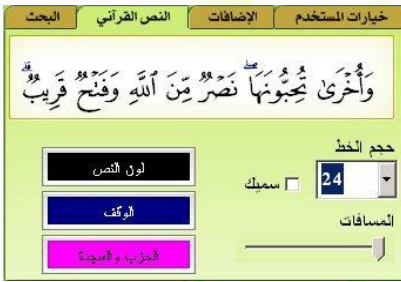 خيارات المستخدم
الإضافات
النص القرآني
البحث
وَأُخْرَىٰ تُحِبُّونَهَا ۖ نَصْرٌ مِّنَ ٱللَّهِ وَفَتْحٌ قَرِيبٌ ۗ
حجم الخط
24
سميك
المسافات
لون النص
الوقف
الحزب والسجدة